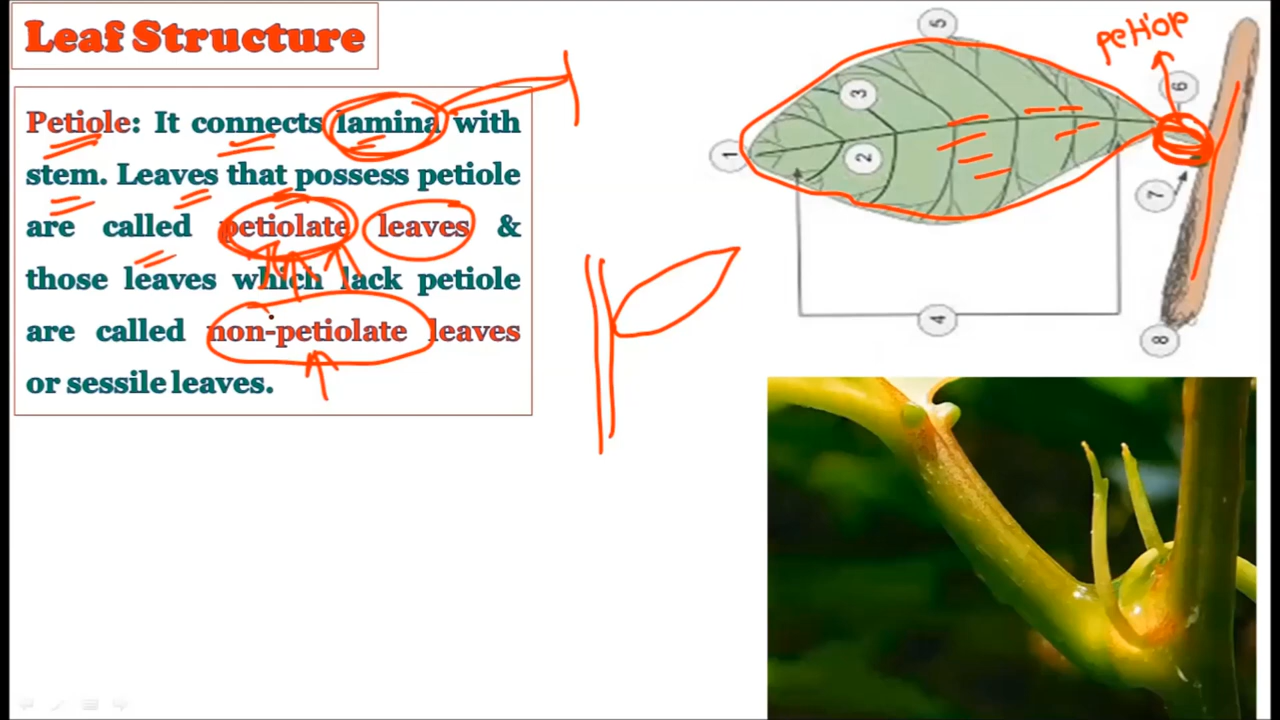 Leaf Structure
Petiole: It connects lamina with
stem. Leaves that possess petiole
are called petiolate leaves &
those leaves which lack petiole
are called non-petiolate leaves
or sessile leaves.
petiop
5
6
3
1
2
7
4
8